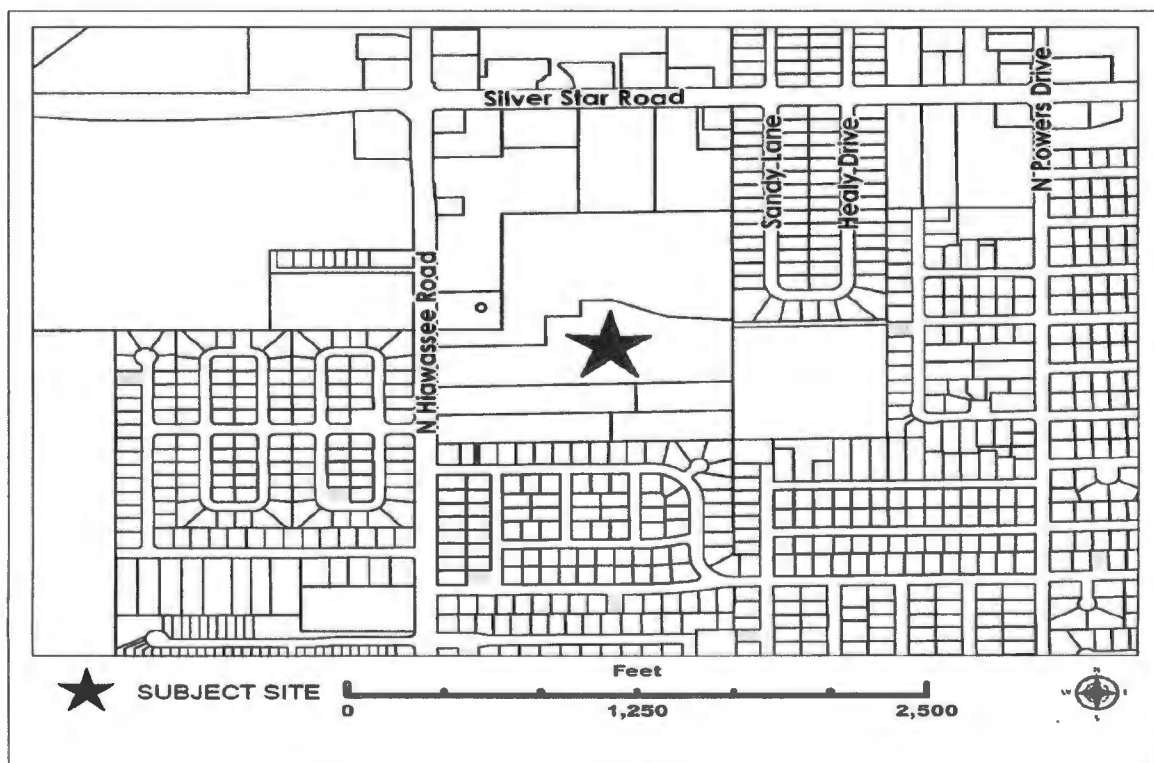 Silver Star Road
Sandy Lane
Healy Drive
N Powers Drive
N Hiawassee Road
SUBJECT SITE
Feet
0
1,250
2,500
N
W
E
S